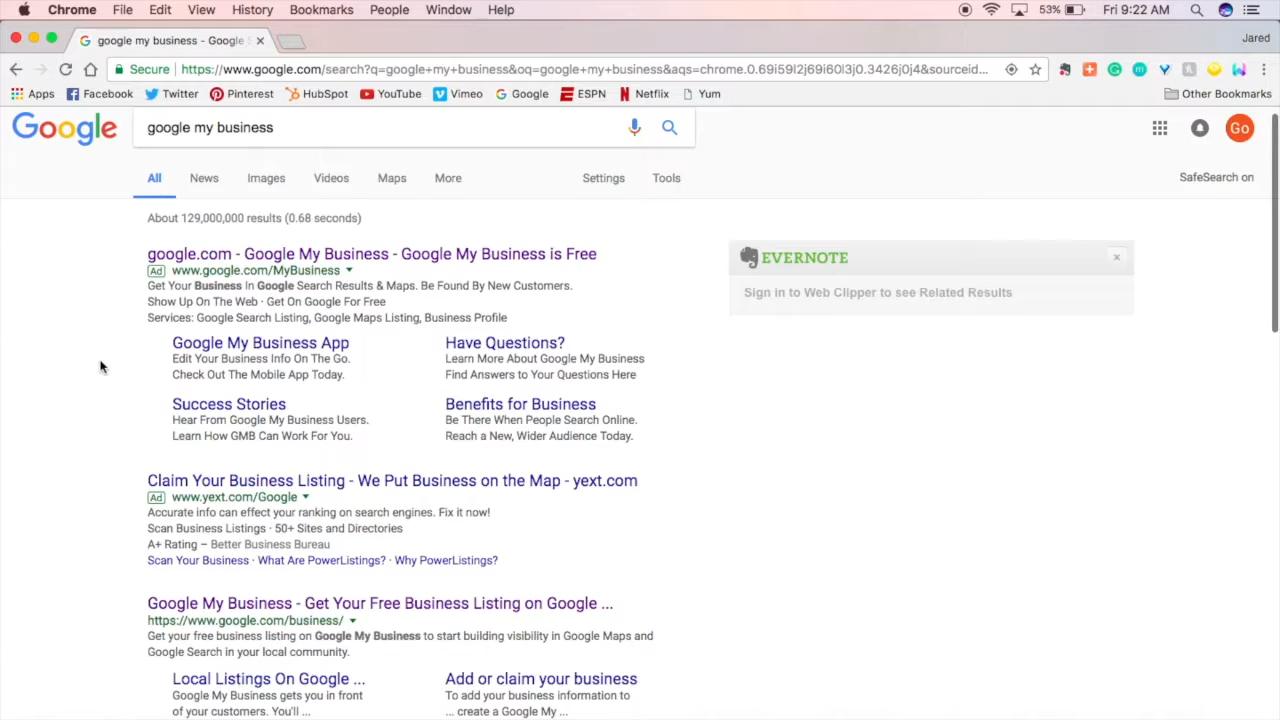 Chrome File Edit View History Bookmarks People Window Help 53% Fri 9:22 AM
google my business - Google S Jared
Secure https://www.google.com/search?q=google+my+business&oq=google+my+business&aqs=chrome.0.69i59l2j69i60l3j0.3426j0j4&sourceid...
Apps Facebook Twitter Pinterest HubSpot YouTube Vimeo Google ESPN Netflix Yum Other Bookmarks
Google google my business Go
All News Images Videos Maps More Settings Tools SafeSearch on
About 129,000,000 results (0.68 seconds)
google.com - Google My Business - Google My Business is Free
Ad www.google.com/MyBusiness
Get Your Business In Google Search Results & Maps. Be Found By New Customers.
Show Up On The Web · Get On Google For Free
Services: Google Search Listing, Google Maps Listing, Business Profile
Google My Business App
Edit Your Business Info On The Go.
Check Out The Mobile App Today.
Have Questions?
Learn More About Google My Business
Find Answers to Your Questions Here
Success Stories
Hear From Google My Business Users.
Learn How GMB Can Work For You.
Benefits for Business
Be There When People Search Online.
Reach a New, Wider Audience Today.
Claim Your Business Listing - We Put Business on the Map - yext.com
Ad www.yext.com/Google
Accurate info can effect your ranking on search engines. Fix it now!
Scan Business Listings · 50+ Sites and Directories
A+ Rating – Better Business Bureau
Scan Your Business · What Are PowerListings? · Why PowerListings?
Google My Business - Get Your Free Business Listing on Google ...
https://www.google.com/business/
Get your free business listing on Google My Business to start building visibility in Google Maps and
Google Search in your local community.
Local Listings On Google ...
Google My Business gets you in front
of your customers. You'll ...
Add or claim your business
To add your business information to
... create a Google My ...
EVERNOTE
Sign in to Web Clipper to see Related Results